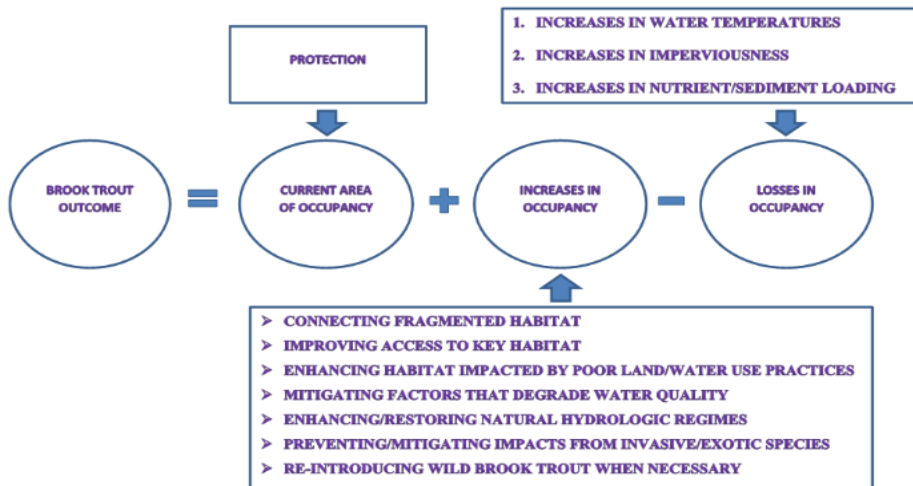 PROTECTION
1. INCREASES IN WATER TEMPERATURES
2. INCREASES IN IMPERVIOUSNESS
3. INCREASES IN NUTRIENT/SEDIMENT LOADING
BROOK TROUT
OUTCOME
=
CURRENT AREA
OF OCCUPANCY
+
INCREASES IN
OCCUPANCY
-
LOSSES IN
OCCUPANCY
➢ CONNECTING FRAGMENTED HABITAT
➢ IMPROVING ACCESS TO KEY HABITAT
➢ ENHANCING HABITAT IMPACTED BY POOR LAND/WATER USE PRACTICES
➢ MITIGATING FACTORS THAT DEGRADE WATER QUALITY
➢ ENHANCING/RESTORING NATURAL HYDROLOGIC REGIMES
➢ PREVENTING/MITIGATING IMPACTS FROM INVASIVE/EXOTIC SPECIES
➢ RE-INTRODUCING WILD BROOK TROUT WHEN NECESSARY